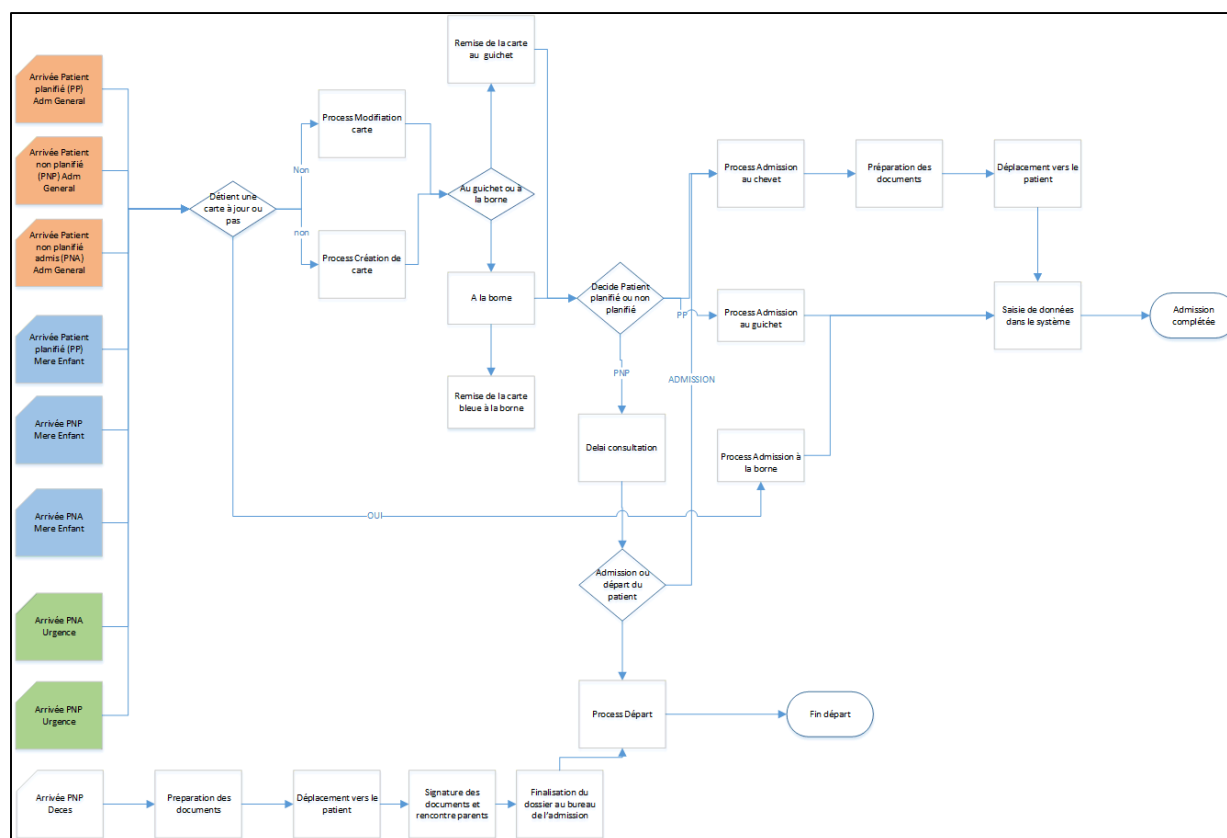 Arrivée Patient
planifié (PP)
Adm General
Arrivée Patient
non planifié
(PNP) Adm
General
Arrivée Patient
non planifié
admis (PNA)
Adm General
Arrivée Patient
planifié (PP)
Mere Enfant
Arrivée PNP
Mere Enfant
Arrivée PNA
Mere Enfant
Arrivée PNA
Urgence
Arrivée PNP
Urgence
Arrivée PNP
Deces
Détient une
carte à jour ou
pas
Non
non
OUI
Process Modifiation
carte
Process Création de
carte
Au guichet ou à
la borne
Remise de la carte
au guichet
A la borne
Remise de la carte
bleue à la borne
Decide Patient
planifié ou non
planifié
PP
PNP
ADMISSION
Delai consultation
Admission ou
départ du
patient
Process Admission
au chevet
Préparation des
documents
Déplacement vers le
patient
Process Admission
au guichet
Process Admission à
la borne
Saisie de données
dans le système
Admission
complétée
Process Départ
Fin départ
Preparation des
documents
Déplacement vers le
patient
Signature des
documents et
rencontre parents
Finalisation du
dossier au bureau
de l'admission